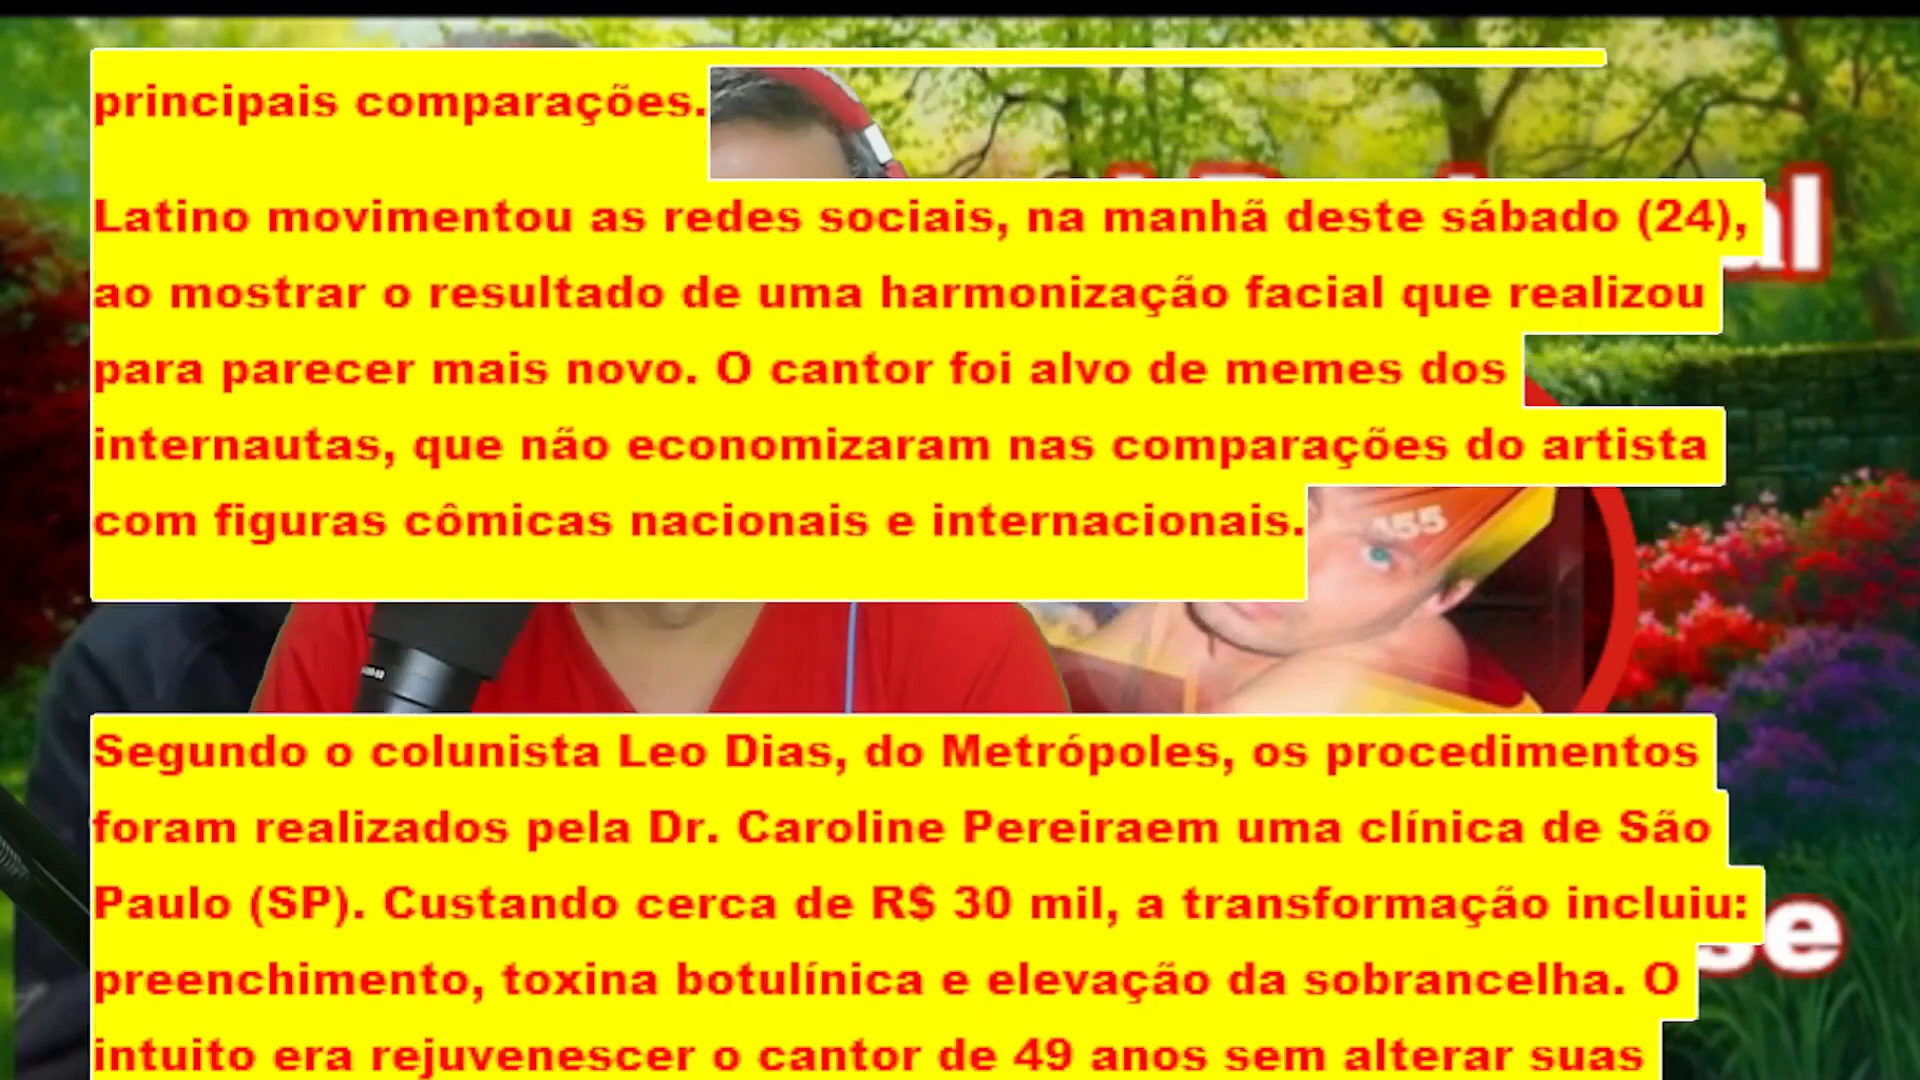 principais comparações.
Latino movimentou as redes sociais, na manhã deste sábado (24),
ao mostrar o resultado de uma harmonização facial que realizou
para parecer mais novo. O cantor foi alvo de memes dos
internautas, que não economizaram nas comparações do artista
com figuras cômicas nacionais e internacionais.
155
Segundo o colunista Leo Dias, do Metrópoles, os procedimentos
foram realizados pela Dr. Caroline Pereiraem uma clínica de São
Paulo (SP). Custando cerca de R$ 30 mil, a transformação incluiu:
preenchimento, toxina botulínica e elevação da sobrancelha. O
intuito era rejuvenescer o cantor de 49 anos sem alterar suas